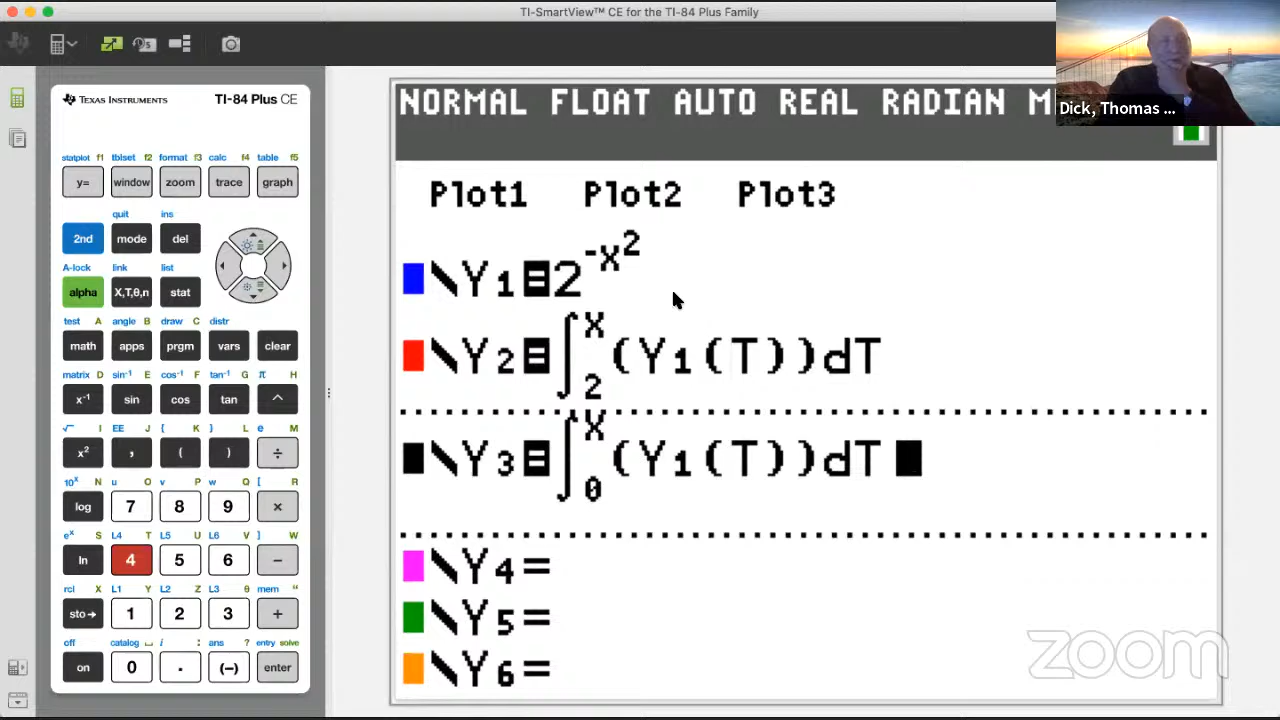 TI-SmartView™ CE for the TI-84 Plus Family
Dick, Thomas ...
TEXAS INSTRUMENTS TI-84 Plus CE
statplot f1 tblset f2 format f3 calc f4 table f5
y= window zoom trace graph
quit ins
2nd mode del
A-lock link list
alpha X,T,θ,n stat
test A angle B draw C distr
math apps prgm vars clear
matrix D sin⁻¹ E cos⁻¹ F tan⁻¹ G π H
x⁻¹ sin cos tan ^
√ I EE J { K } L e M
x² , ( ) ÷
10ˣ N u O v P w Q [ R
log 7 8 9 ×
eˣ S L4 T L5 U L6 V ] W
ln 4 5 6 −
rcl X L1 Y L2 Z L3 θ mem "
sto→ 1 2 3 +
off catalog ⎵ i : ans ? entry solve
on 0 . (−) enter
NORMAL FLOAT AUTO REAL RADIAN M
Plot1 Plot2 Plot3
\Y₁=2^-X²
\Y₂=∫₂ˣ(Y₁(T))dT
\Y₃=∫₀ˣ(Y₁(T))dT
\Y₄=
\Y₅=
\Y₆=
zoom